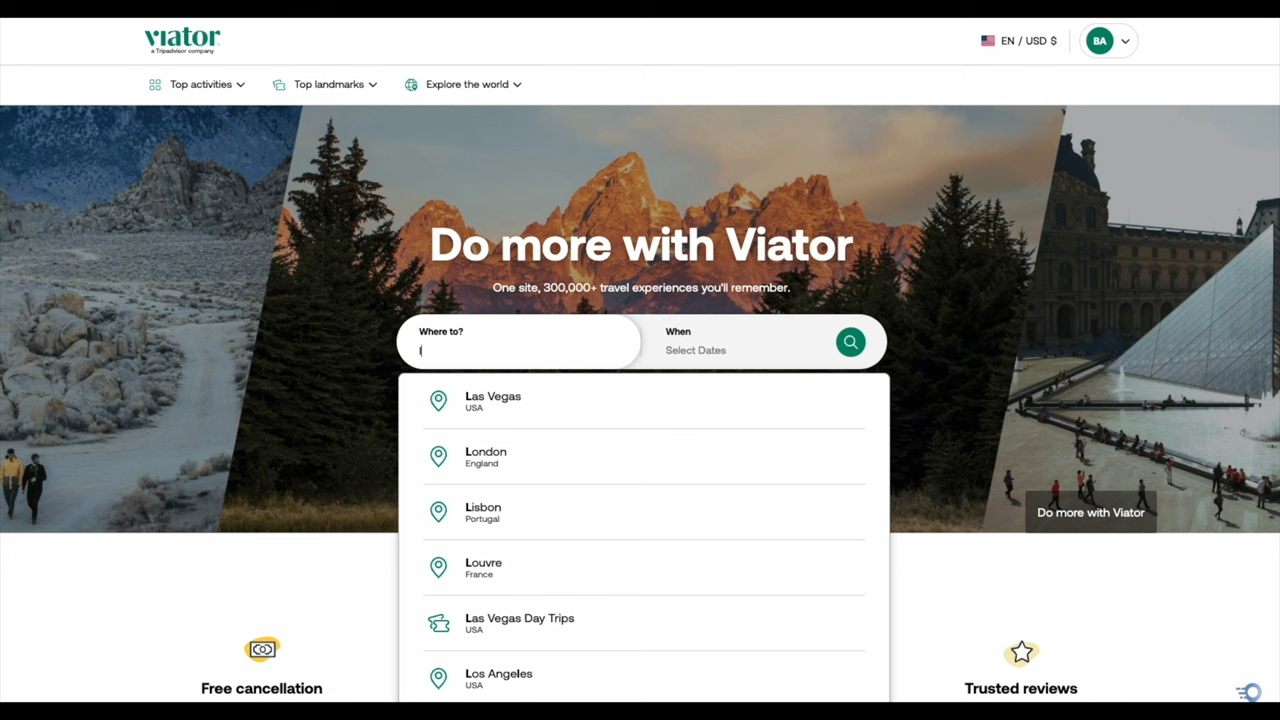 viator
a Tripadvisor company
EN / USD $
BA
Top activities
Top landmarks
Explore the world
Do more with Viator
One site, 300,000+ travel experiences you'll remember.
Where to?
l
When
Select Dates
Las Vegas
USA
London
England
Lisbon
Portugal
Louvre
France
Las Vegas Day Trips
USA
Los Angeles
USA
Do more with Viator
Free cancellation
Trusted reviews